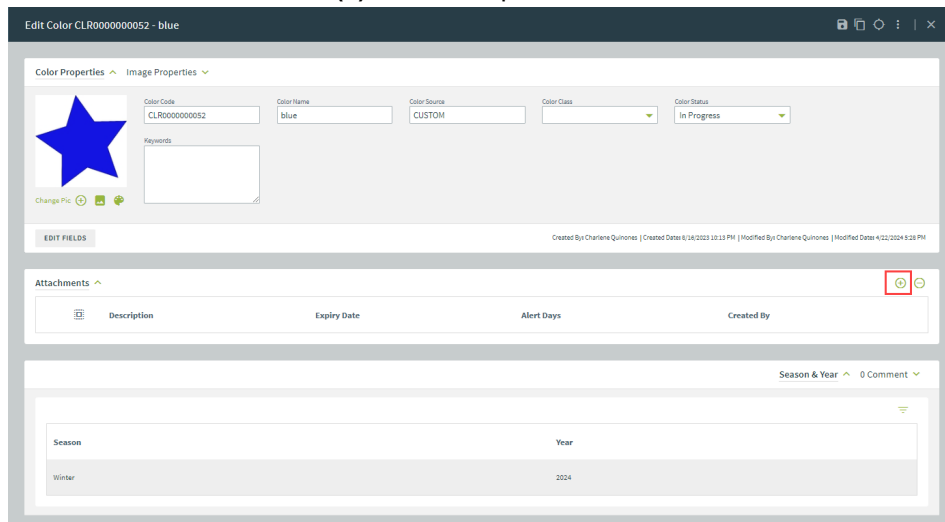 Edit Color CLR0000000052 - blue
Color Properties Image Properties
Color Code Color Name Color Source Color Class Color Status
CLR0000000052 blue CUSTOM In Progress
Keywords
Change Pic
EDIT FIELDS Created By: Charlene Quinones | Created Date: 6/16/2023 10:13 PM | Modified By: Charlene Quinones | Modified Date: 4/22/2024 5:28 PM
Attachments
Description Expiry Date Alert Days Created By
Season & Year 0 Comment
Season Year
Winter 2024